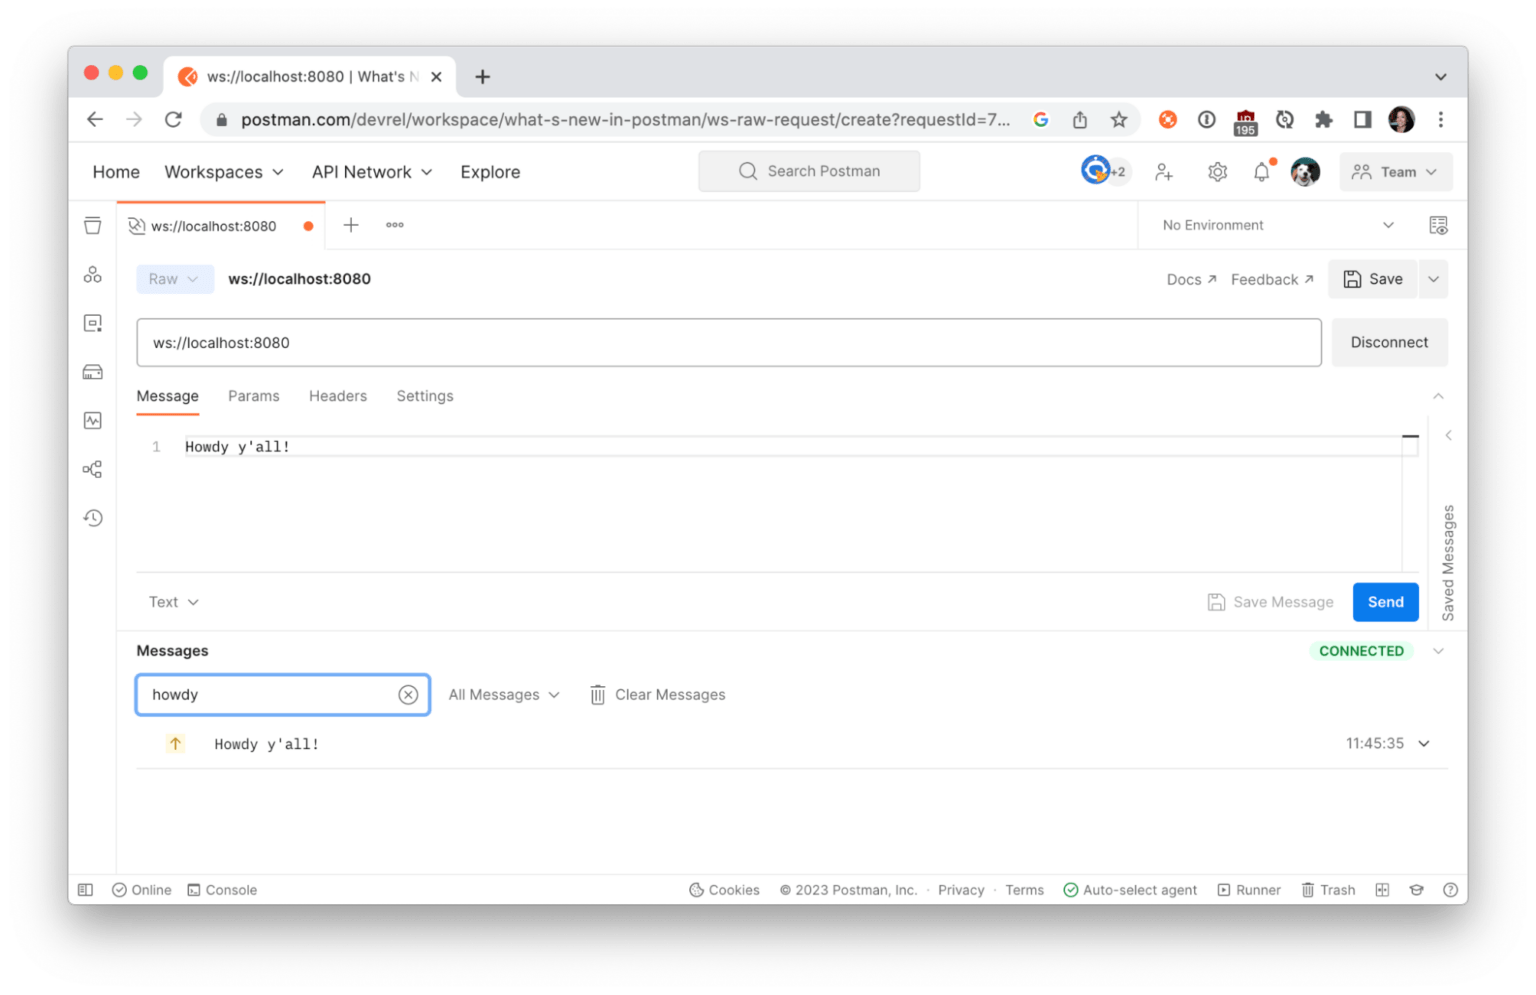 ws://localhost:8080 | What's N
postman.com/devrel/workspace/what-s-new-in-postman/ws-raw-request/create?requestId=7...
195
Home Workspaces API Network Explore
Search Postman
+2
Team
ws://localhost:8080
No Environment
Raw ws://localhost:8080
Docs Feedback Save
ws://localhost:8080
Disconnect
Message Params Headers Settings
1 Howdy y'all!
Saved Messages
Text
Save Message Send
Messages
CONNECTED
howdy
All Messages
Clear Messages
Howdy y'all!
11:45:35
Online Console
Cookies © 2023 Postman, Inc. · Privacy · Terms Auto-select agent Runner Trash